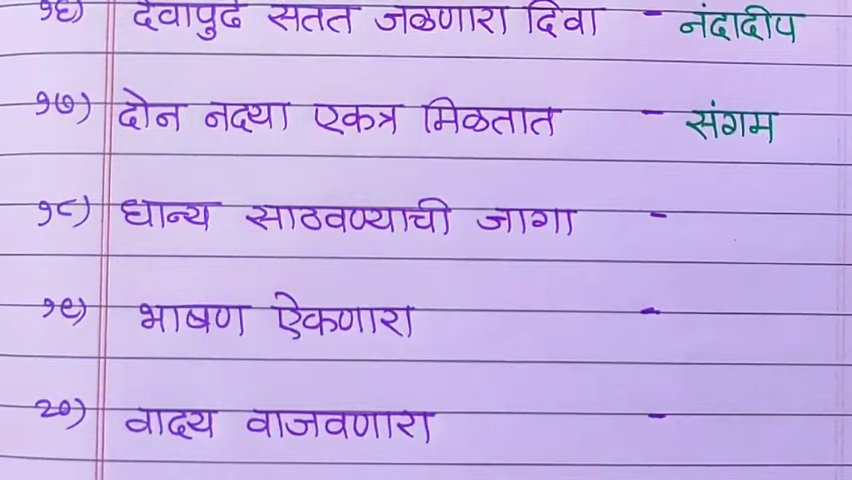 १६) देवापुढे सतत जळणारा दिवा - नंदादीप
१७) दोन नद्या एकत्र मिळतात - संगम
१८) धान्य साठवण्याची जागा -
१९) भाषण ऐकणारा -
२०) वाद्य वाजवणारा -